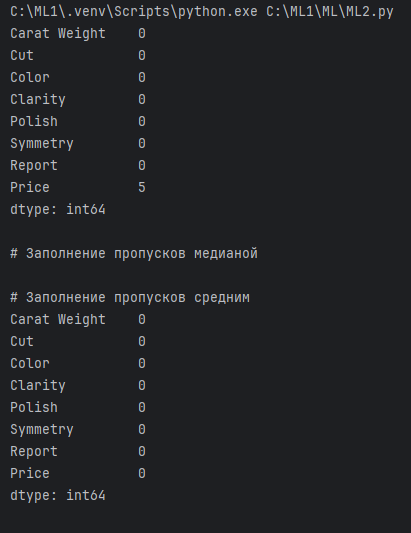 C:\ML1\.venv\Scripts\python.exe C:\ML1\ML\ML2.py
Carat Weight    0
Cut             0
Color           0
Clarity         0
Polish          0
Symmetry        0
Report          0
Price           5
dtype: int64

# Заполнение пропусков медианой

# Заполнение пропусков средним
Carat Weight    0
Cut             0
Color           0
Clarity         0
Polish          0
Symmetry        0
Report          0
Price           0
dtype: int64